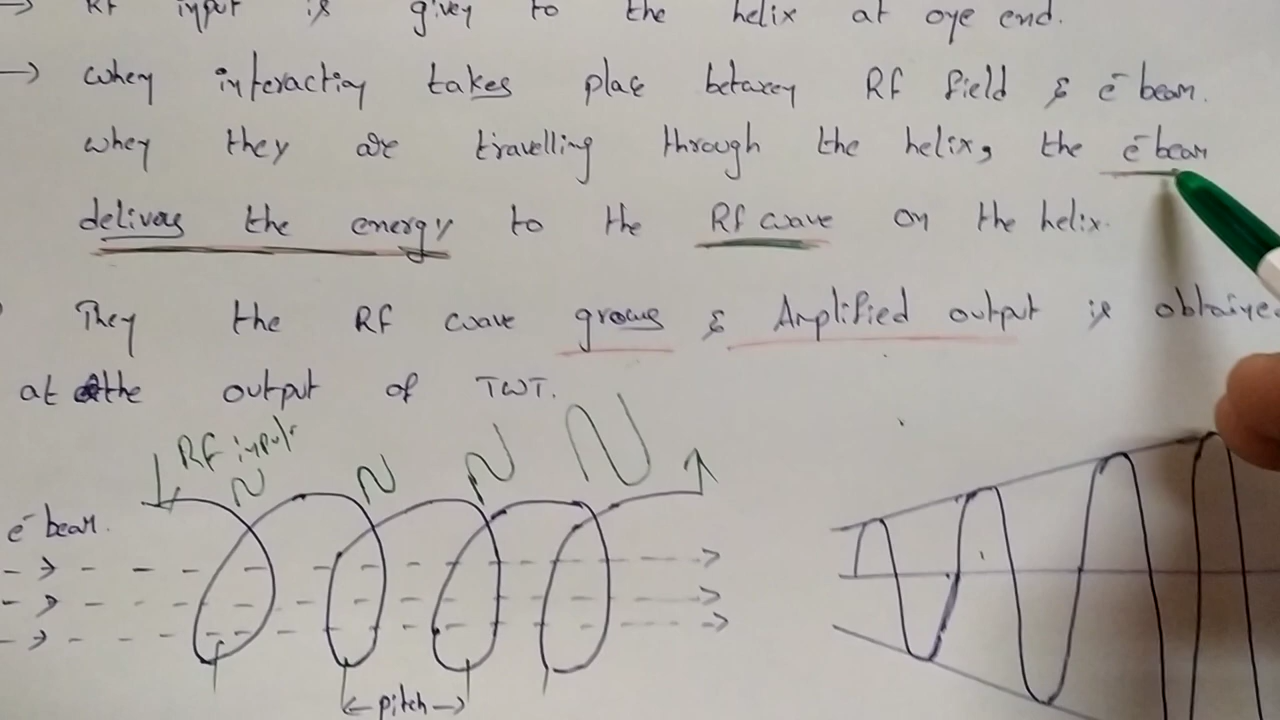 → RF input is given to the helix at one end.
→ when interaction takes place between RF field & e⁻ beam.
when they are travelling through the helix, the e⁻ beam
delivers the energy to the RF wave on the helix.
Then the RF wave grows & Amplified output is obtaine
at the output of TWT.
RF input
e⁻ beam.
pitch